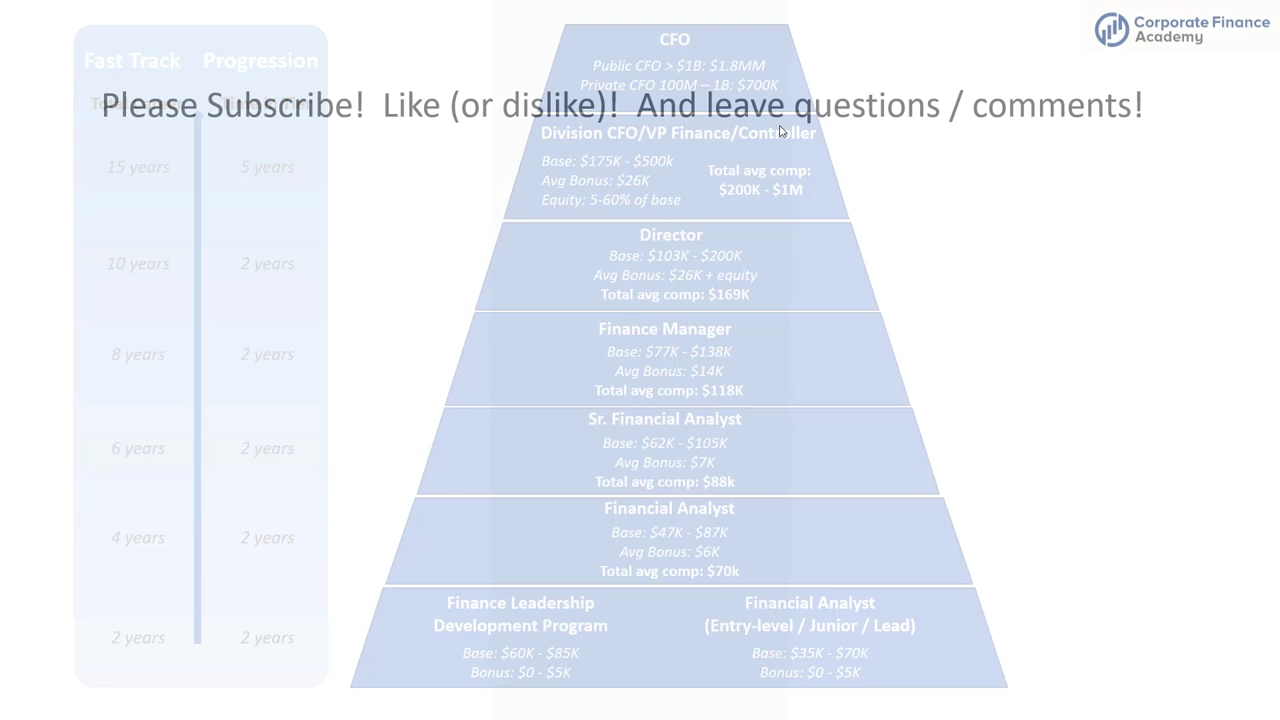 Corporate Finance
Academy
Please Subscribe!  Like (or dislike)!  And leave questions / comments!
Fast Track
Progression
15 years
5 years
10 years
2 years
8 years
2 years
6 years
2 years
4 years
2 years
2 years
2 years
CFO
Public CFO > $1B: $1.8MM
Private CFO 100M – 1B: $700K
Division CFO/VP Finance/Controller
Base: $175K - $500k
Avg Bonus: $26K
Equity: 5-60% of base
Total avg comp:
$200K - $1M
Director
Base: $103K - $200K
Avg Bonus: $26K + equity
Total avg comp: $169K
Finance Manager
Base: $77K - $138K
Avg Bonus: $14K
Total avg comp: $118K
Sr. Financial Analyst
Base: $62K - $105K
Avg Bonus: $7K
Total avg comp: $88k
Financial Analyst
Base: $47K - $87K
Avg Bonus: $6K
Total avg comp: $70k
Finance Leadership
Development Program
Base: $60K - $85K
Bonus: $0 - $5K
Financial Analyst
(Entry-level / Junior / Lead)
Base: $35K - $70K
Bonus: $0 - $5K